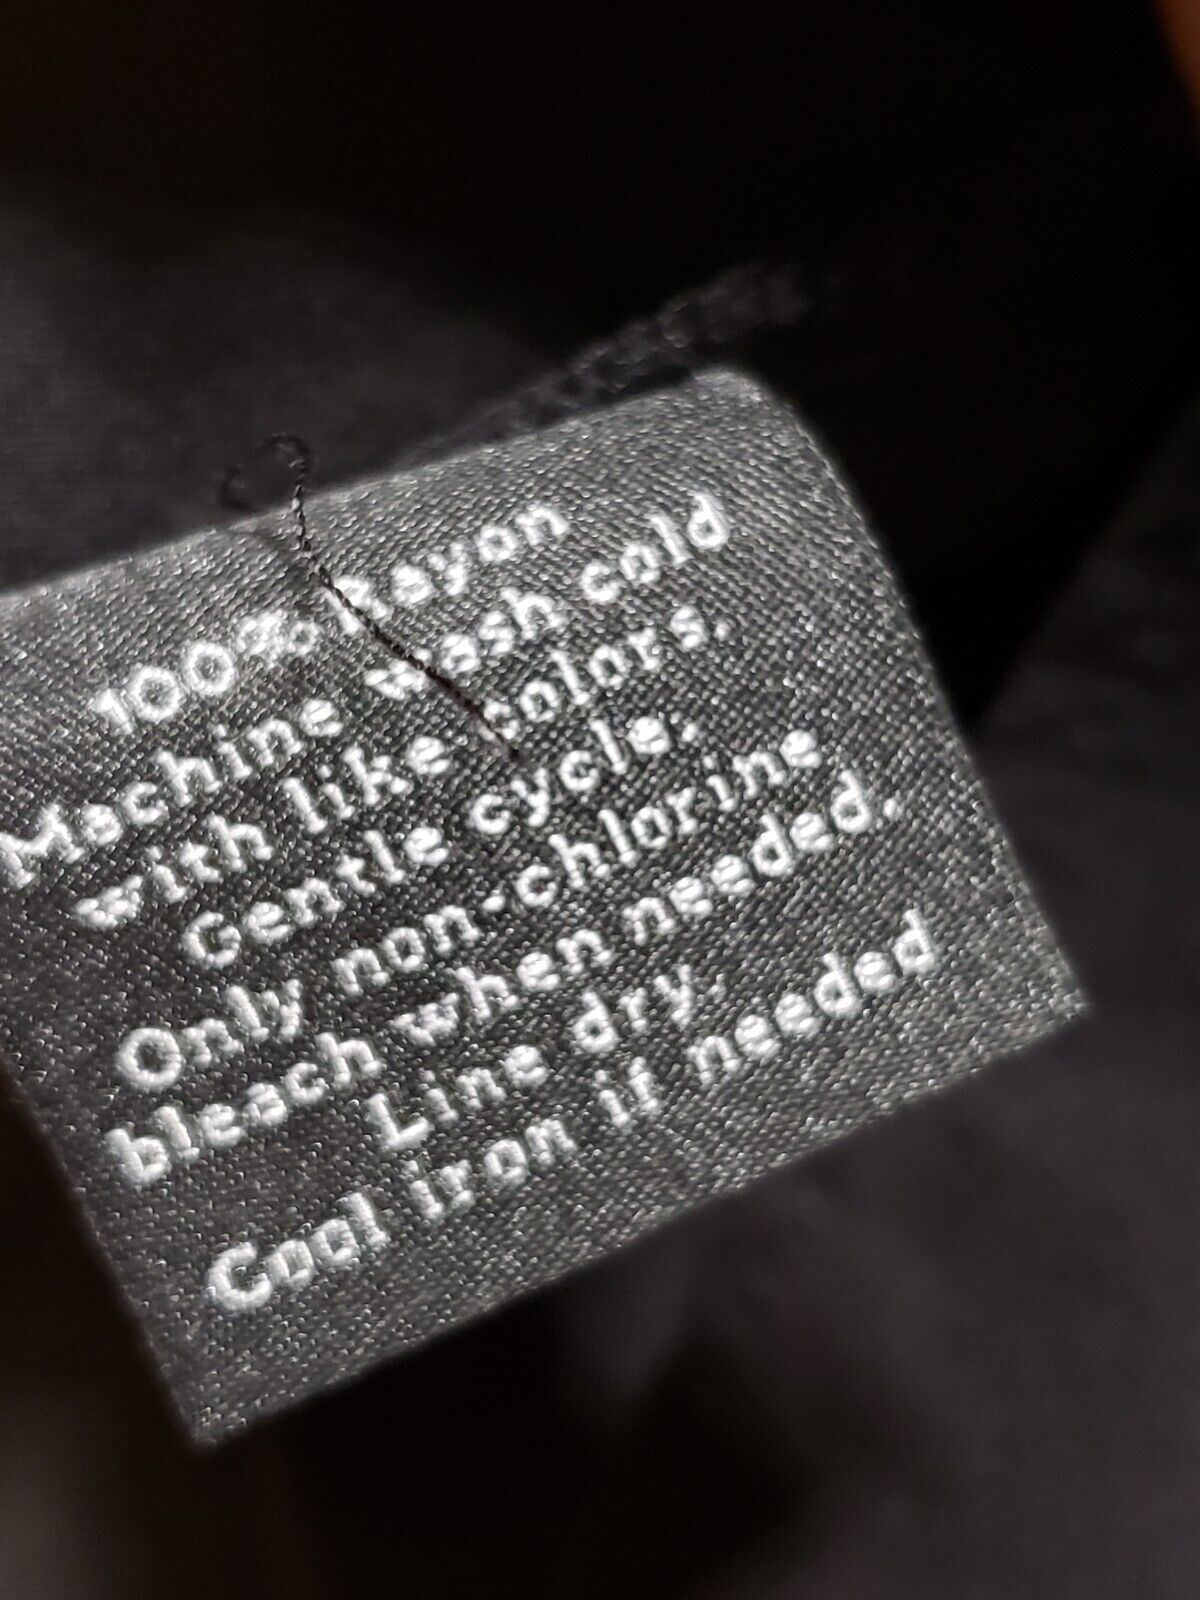 100% Rayon
Machine wash cold
with like colors.
Gentle cycle.
Only non-chlorine
bleach when needed.
Line dry.
Cool iron if needed